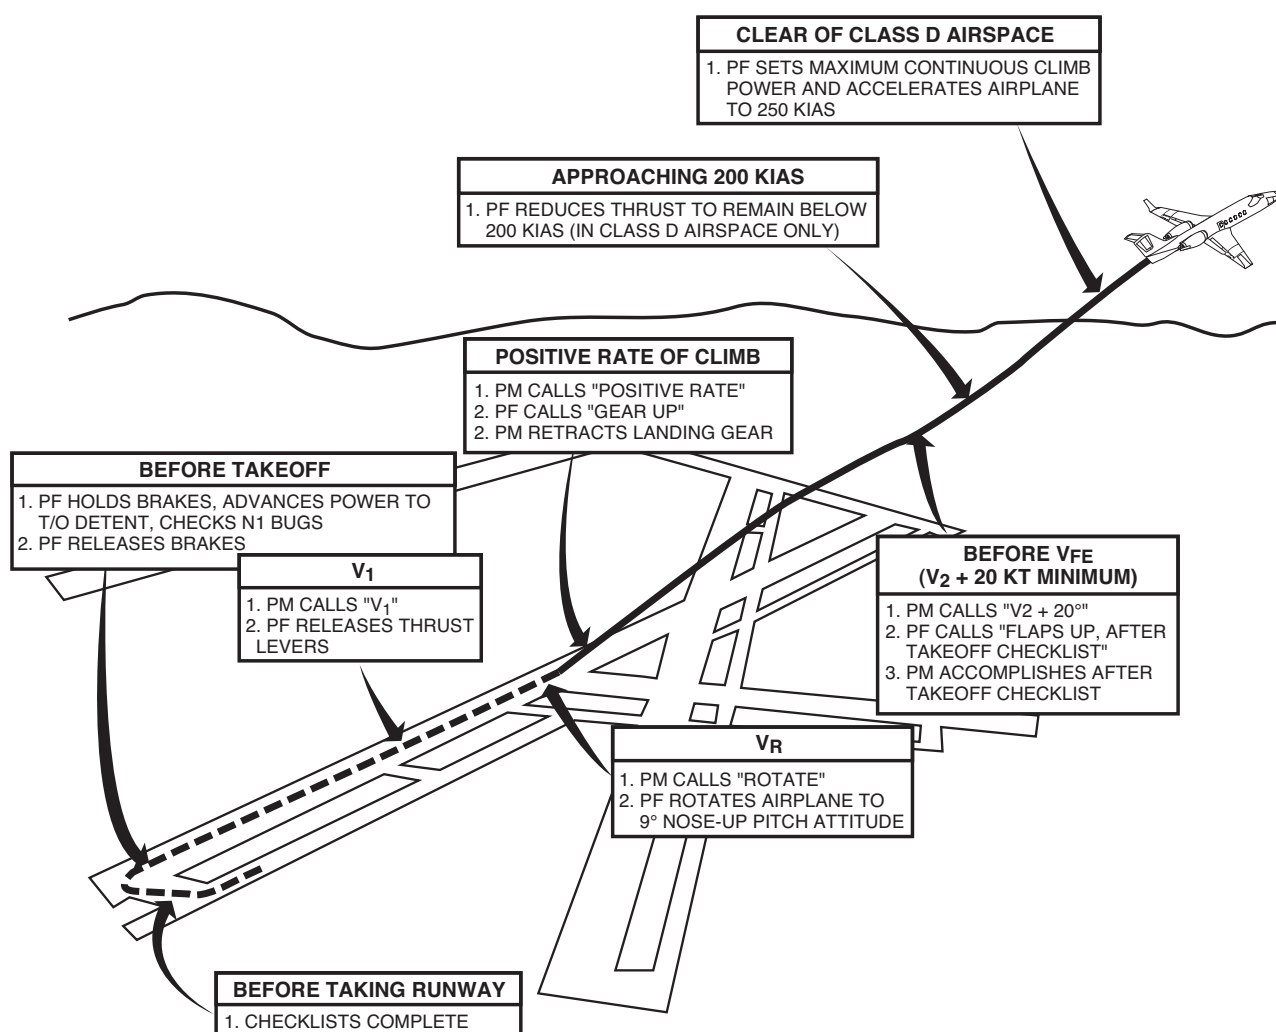 CLEAR OF CLASS D AIRSPACE
1. PF SETS MAXIMUM CONTINUOUS CLIMB
POWER AND ACCELERATES AIRPLANE
TO 250 KIAS
APPROACHING 200 KIAS
1. PF REDUCES THRUST TO REMAIN BELOW
200 KIAS (IN CLASS D AIRSPACE ONLY)
POSITIVE RATE OF CLIMB
1. PM CALLS "POSITIVE RATE"
2. PF CALLS "GEAR UP"
2. PM RETRACTS LANDING GEAR
BEFORE TAKEOFF
1. PF HOLDS BRAKES, ADVANCES POWER TO
T/O DETENT, CHECKS N1 BUGS
2. PF RELEASES BRAKES
V1
1. PM CALLS "V1"
2. PF RELEASES THRUST
LEVERS
BEFORE VFE
(V2 + 20 KT MINIMUM)
1. PM CALLS "V2 + 20°"
2. PF CALLS "FLAPS UP, AFTER
TAKEOFF CHECKLIST"
3. PM ACCOMPLISHES AFTER
TAKEOFF CHECKLIST
VR
1. PM CALLS "ROTATE"
2. PF ROTATES AIRPLANE TO
9° NOSE-UP PITCH ATTITUDE
BEFORE TAKING RUNWAY
1. CHECKLISTS COMPLETE